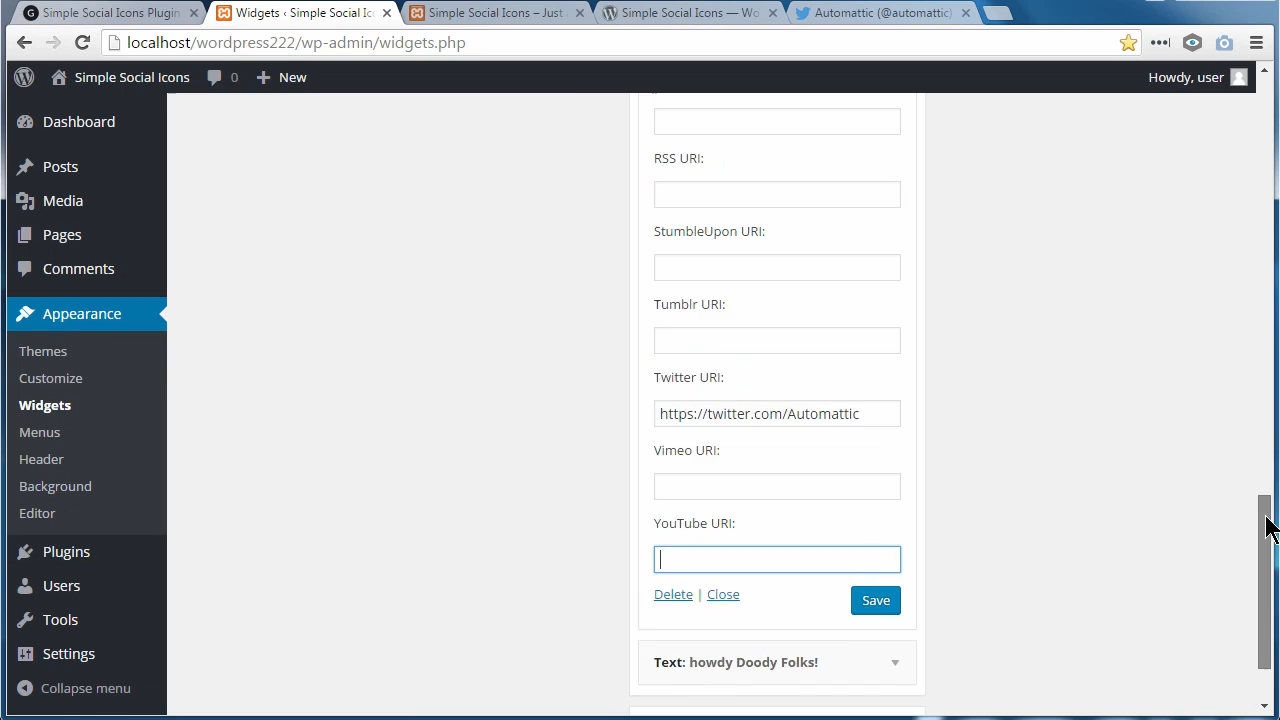 Simple Social Icons Plugin
Widgets ‹ Simple Social Ic
Simple Social Icons – Just
Simple Social Icons — Wo
Automattic (@automattic)
localhost/wordpress222/wp-admin/widgets.php
Simple Social Icons 0 New Howdy, user
Dashboard
Posts
Media
Pages
Comments
Appearance
Themes
Customize
Widgets
Menus
Header
Background
Editor
Plugins
Users
Tools
Settings
Collapse menu
RSS URI:
StumbleUpon URI:
Tumblr URI:
Twitter URI:
https://twitter.com/Automattic
Vimeo URI:
YouTube URI:
Delete | Close Save
Text: howdy Doody Folks!